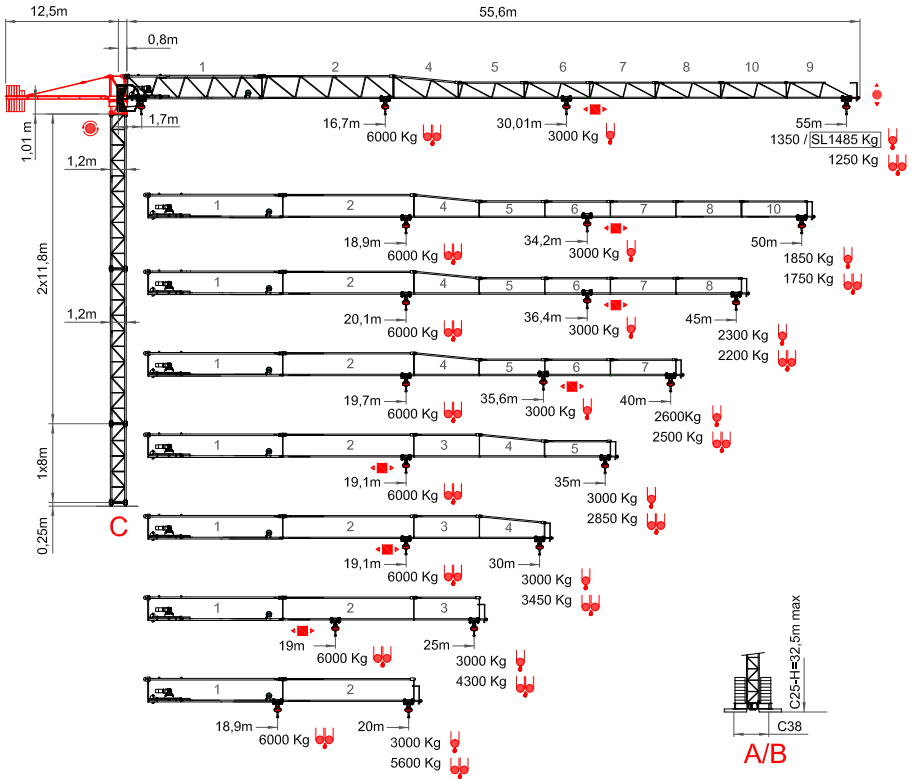 12,5m
55,6m
0,8m
1
2
4
5
6
7
8
10
9
1,7m
16,7m
6000 Kg
30,01m
3000 Kg
55m
1350 / SL1485 Kg
1250 Kg
1,01 m
1,2m
1
2
4
5
6
7
8
10
18,9m
6000 Kg
34,2m
3000 Kg
50m
1850 Kg
1750 Kg
2x11,8m
1,2m
1
2
4
5
6
7
8
20,1m
6000 Kg
36,4m
3000 Kg
45m
2300 Kg
2200 Kg
1
2
4
5
6
7
19,7m
6000 Kg
35,6m
3000 Kg
40m
2600Kg
2500 Kg
1x8m
1
2
3
4
5
19,1m
6000 Kg
35m
3000 Kg
2850 Kg
0,25m
C
1
2
3
4
19,1m
6000 Kg
30m
3000 Kg
3450 Kg
1
2
3
19m
6000 Kg
25m
3000 Kg
4300 Kg
1
2
18,9m
6000 Kg
20m
3000 Kg
5600 Kg
C25-H=32,5m max
C38
A/B